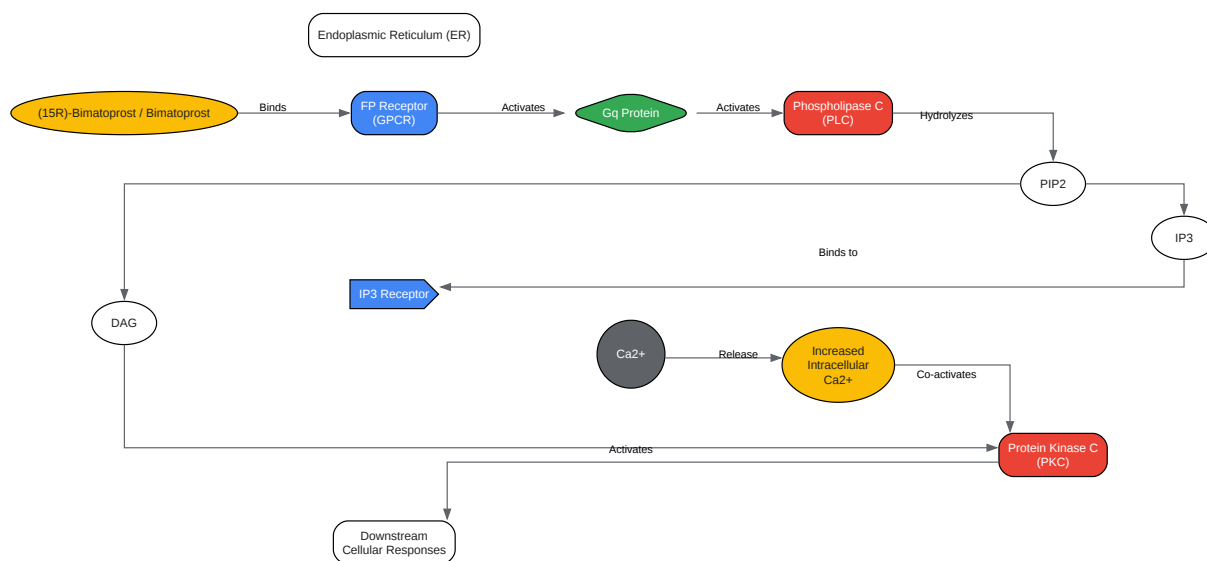 Endoplasmic Reticulum (ER)
(15R)-Bimatoprost / Bimatoprost
Binds
FP Receptor
(GPCR)
Activates
Gq Protein
Activates
Phospholipase C
(PLC)
Hydrolyzes
PIP2
IP3
Binds to
IP3 Receptor
DAG
Ca2+
Release
Increased
Intracellular
Ca2+
Co-activates
Activates
Protein Kinase C
(PKC)
Downstream
Cellular Responses